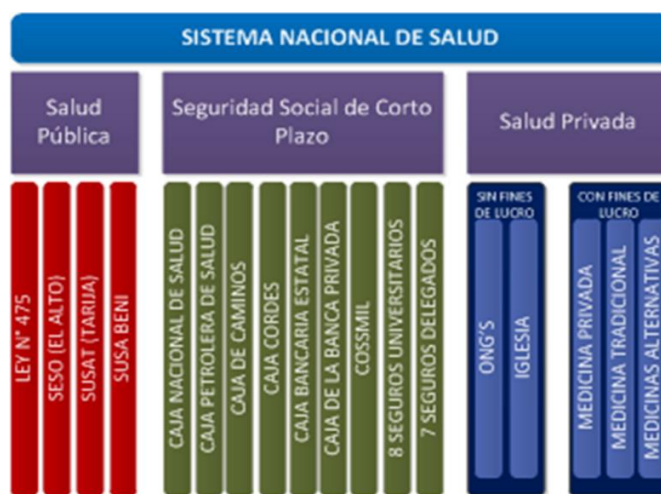 SISTEMA NACIONAL DE SALUD
Salud
Pública
Seguridad Social de Corto
Plazo
Salud Privada
LEY N° 475
SESO (EL ALTO)
SUSAT (TARIJA)
SUSA BENI
CAJA NACIONAL DE SALUD
CAJA PETROLERA DE SALUD
CAJA DE CAMINOS
CAJA CORDES
CAJA BANCARIA ESTATAL
CAJA DE LA BANCA PRIVADA
COSSMIL
8 SEGUROS UNIVERSITARIOS
7 SEGUROS DELEGADOS
SIN FINES
DE LUCRO
ONG'S
IGLESIA
CON FINES DE
LUCRO
MEDICINA PRIVADA
MEDICINA TRADICIONAL
MEDICINAS ALTERNATIVAS